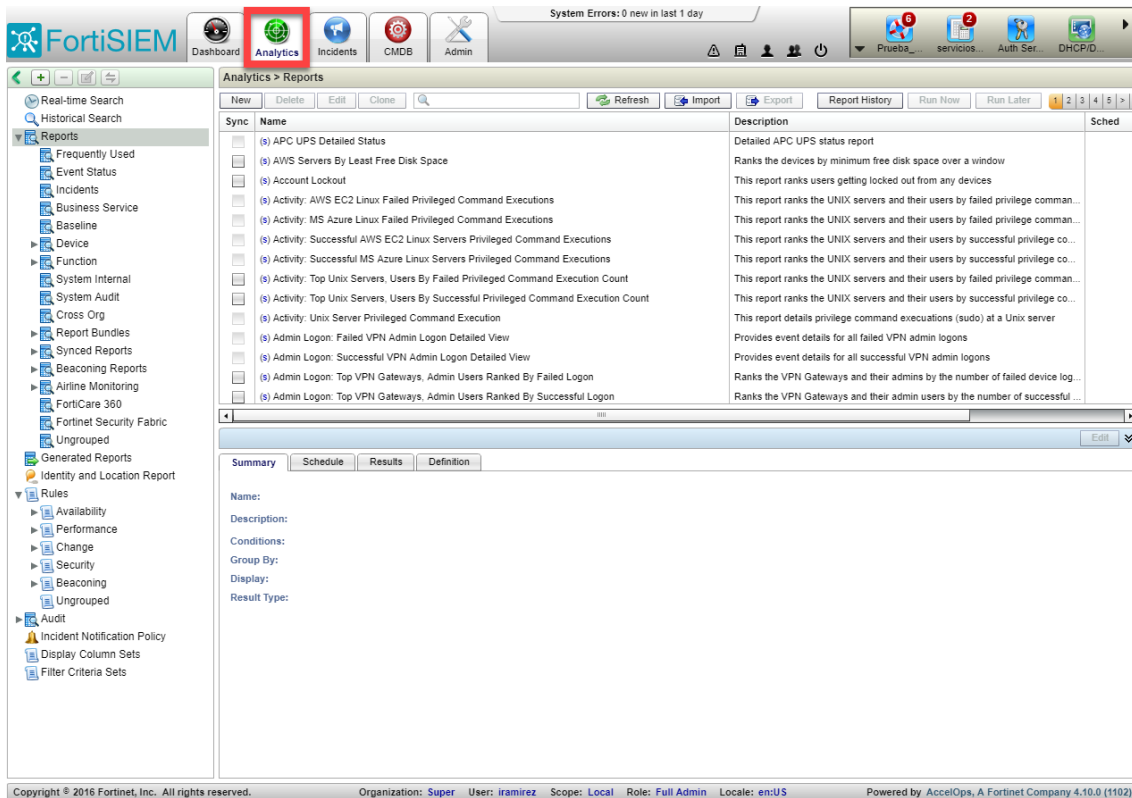 System Errors: 0 new in last 1 day
FortiSIEM
Dashboard Analytics Incidents CMDB Admin
6 2
Prueba_... servicios... Auth Ser... DHCP/D...
Real-time Search
Historical Search
Reports
Frequently Used
Event Status
Incidents
Business Service
Baseline
Device
Function
System Internal
System Audit
Cross Org
Report Bundles
Synced Reports
Beaconing Reports
Airline Monitoring
FortiCare 360
Fortinet Security Fabric
Ungrouped
Generated Reports
Identity and Location Report
Rules
Availability
Performance
Change
Security
Beaconing
Ungrouped
Audit
Incident Notification Policy
Display Column Sets
Filter Criteria Sets
Analytics > Reports
New Delete Edit Clone Refresh Import Export Report History Run Now Run Later 1 2 3 4 5 >
Sync Name Description Sched
(s) APC UPS Detailed Status Detailed APC UPS status report
(s) AWS Servers By Least Free Disk Space Ranks the devices by minimum free disk space over a window
(s) Account Lockout This report ranks users getting locked out from any devices
(s) Activity: AWS EC2 Linux Failed Privileged Command Executions This report ranks the UNIX servers and their users by failed privilege comman...
(s) Activity: MS Azure Linux Failed Privileged Command Executions This report ranks the UNIX servers and their users by failed privilege comman...
(s) Activity: Successful AWS EC2 Linux Servers Privileged Command Executions This report ranks the UNIX servers and their users by successful privilege co...
(s) Activity: Successful MS Azure Linux Servers Privileged Command Executions This report ranks the UNIX servers and their users by successful privilege co...
(s) Activity: Top Unix Servers, Users By Failed Privileged Command Execution Count This report ranks the UNIX servers and their users by failed privilege comman...
(s) Activity: Top Unix Servers, Users By Successful Privileged Command Execution Count This report ranks the UNIX servers and their users by successful privilege co...
(s) Activity: Unix Server Privileged Command Execution This report details privilege command execuations (sudo) at a Unix server
(s) Admin Logon: Failed VPN Admin Logon Detailed View Provides event details for all failed VPN admin logons
(s) Admin Logon: Successful VPN Admin Logon Detailed View Provides event details for all successful VPN admin logons
(s) Admin Logon: Top VPN Gateways, Admin Users Ranked By Failed Logon Ranks the VPN Gateways and their admins by the number of failed device log...
(s) Admin Logon: Top VPN Gateways, Admin Users Ranked By Successful Logon Ranks the VPN Gateways and their admin users by the number of successful ...
Edit
Summary Schedule Results Definition
Name:
Description:
Conditions:
Group By:
Display:
Result Type:
Copyright © 2016 Fortinet, Inc. All rights reserved. Organization: Super User: iramirez Scope: Local Role: Full Admin Locale: en:US Powered by AccelOps, A Fortinet Company 4.10.0 (1102)